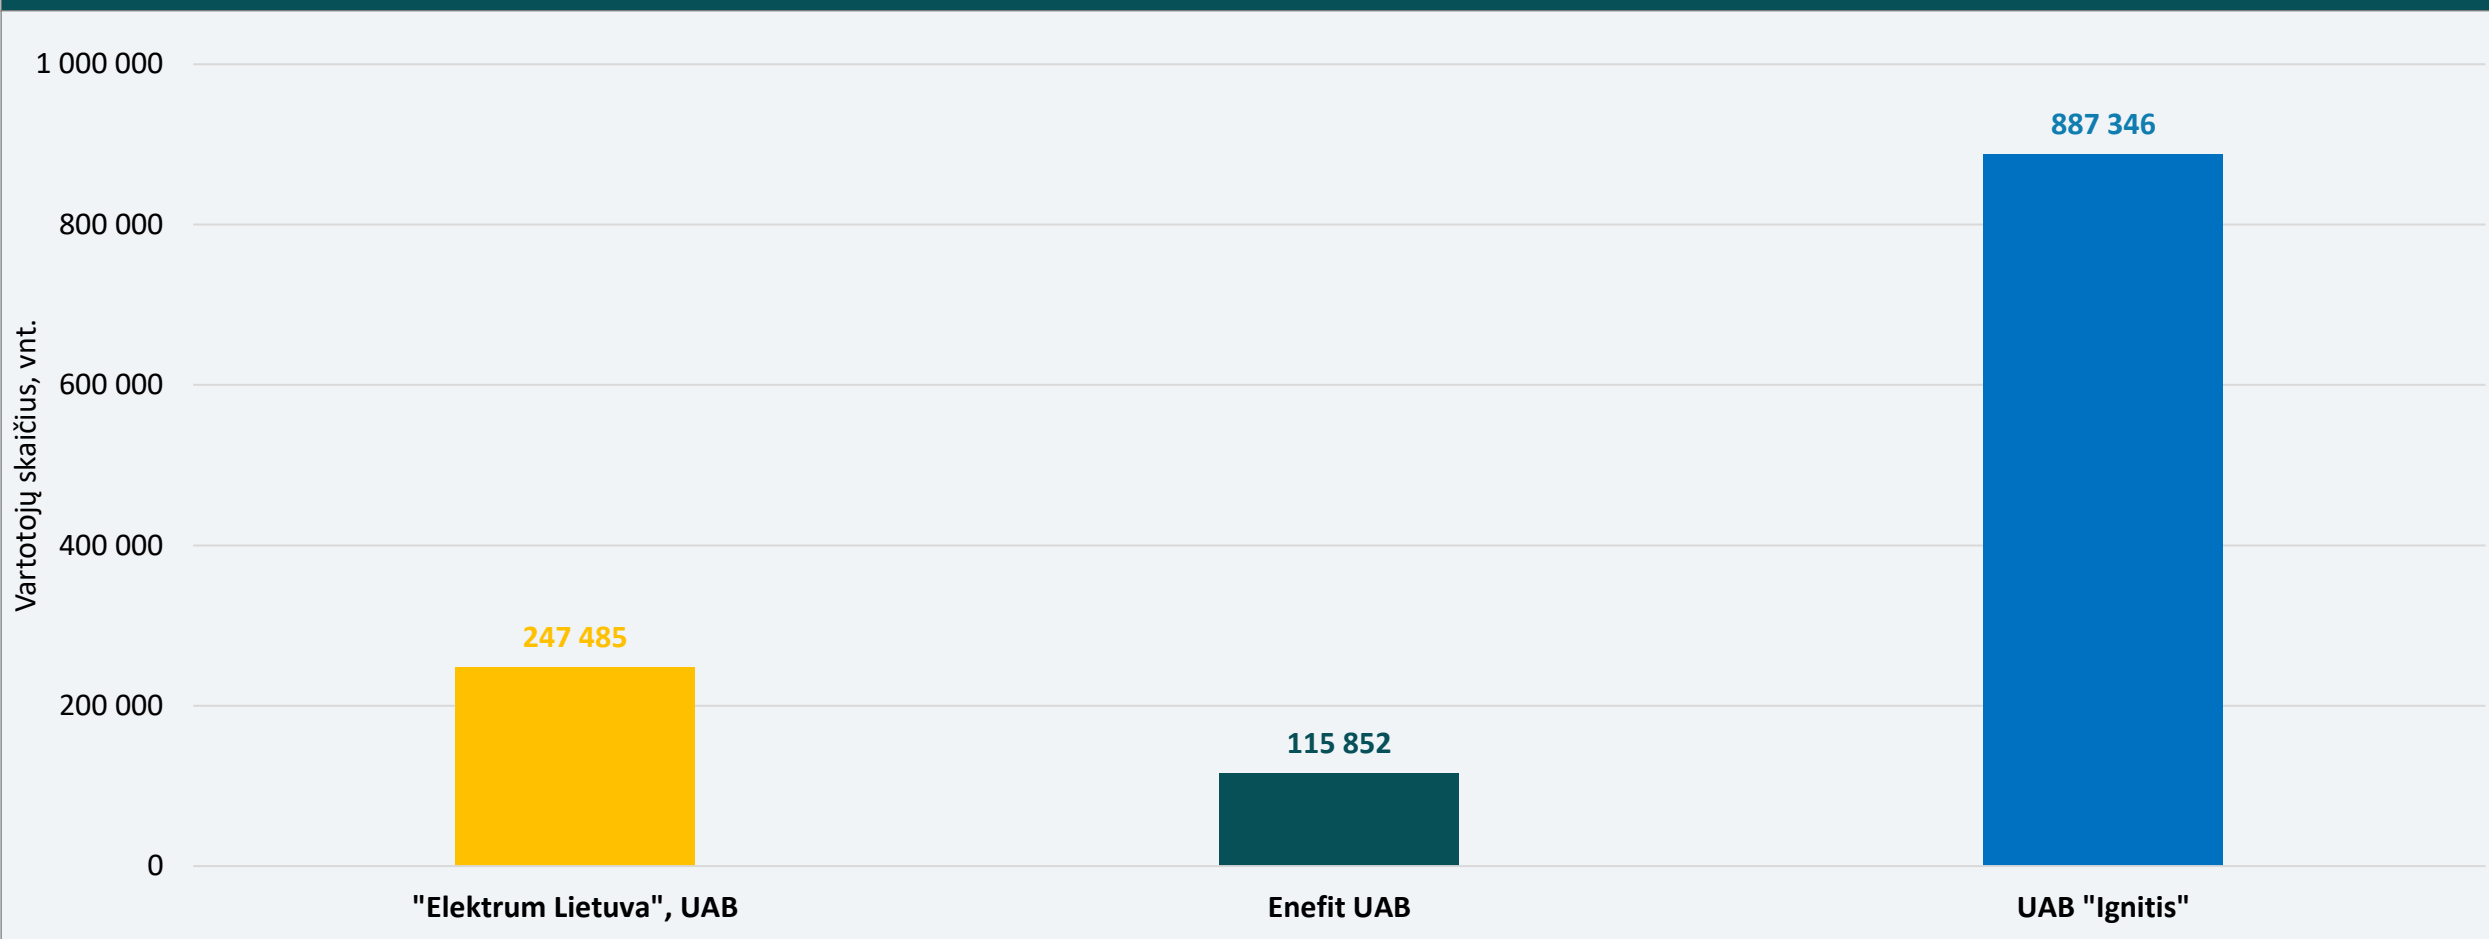 1 000 000
800 000
600 000
400 000
200 000
0
Vartotojų skaičius, vnt.
247 485
115 852
887 346
"Elektrum Lietuva", UAB
Enefit UAB
UAB "Ignitis"